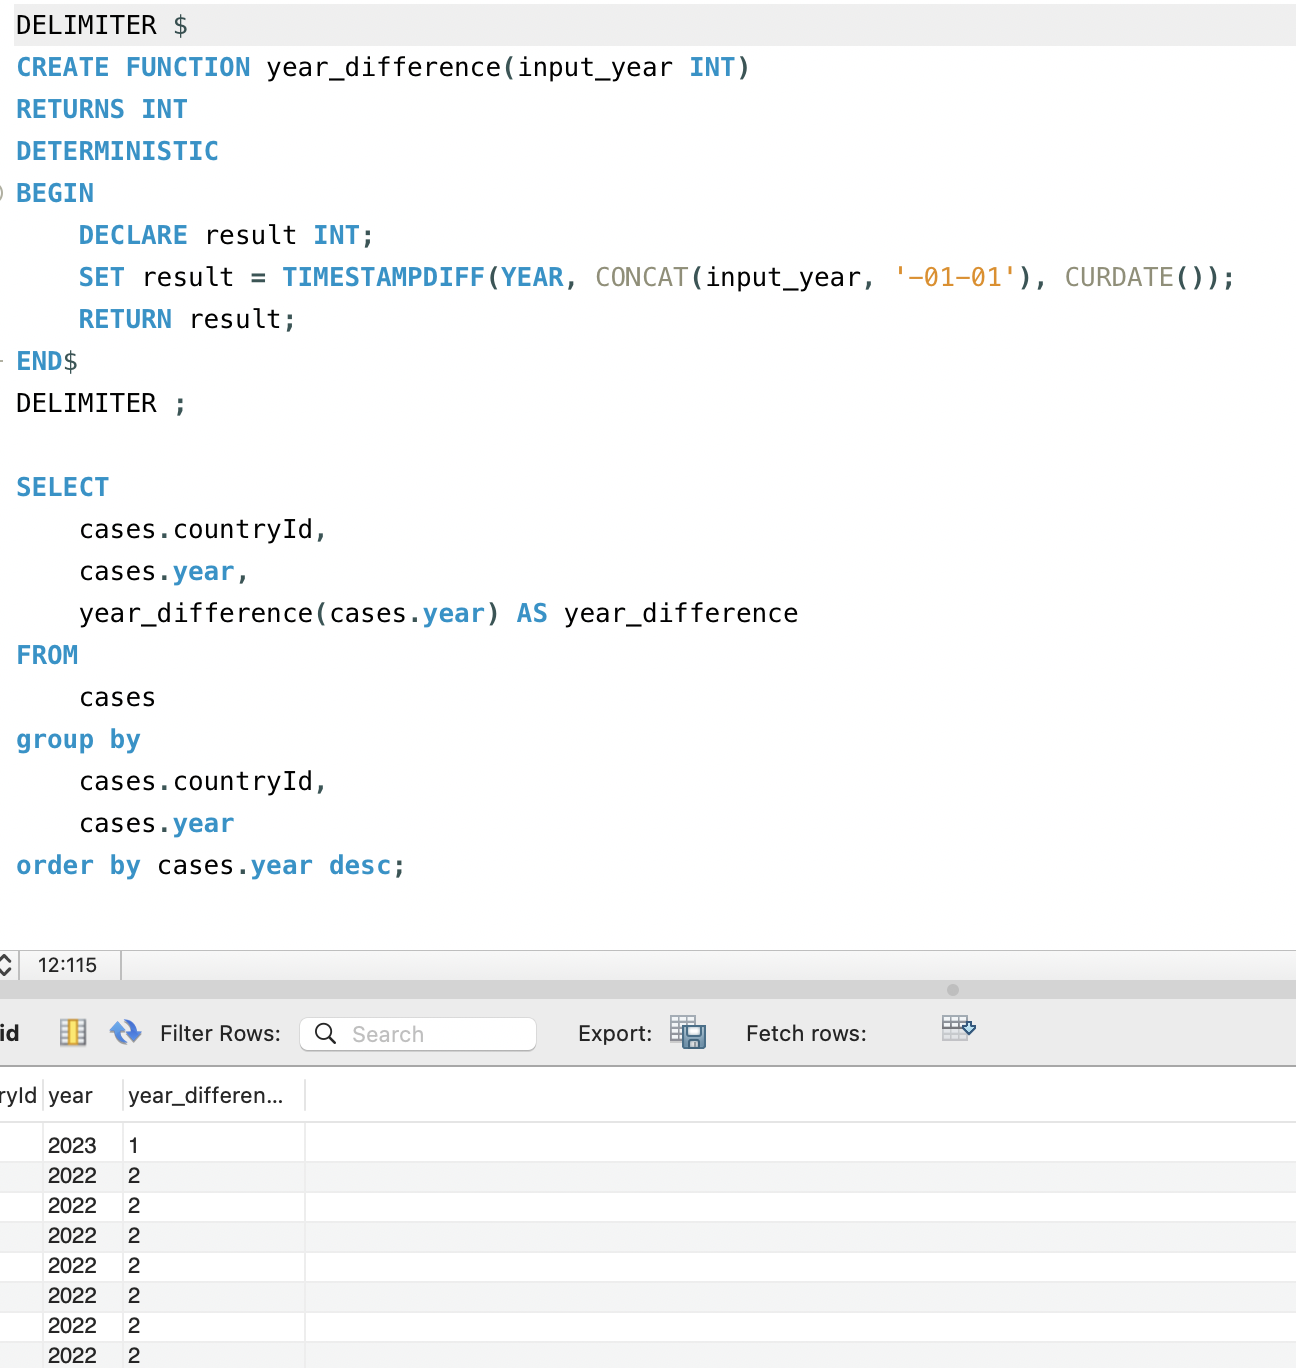 DELIMITER $
CREATE FUNCTION year_difference(input_year INT)
RETURNS INT
DETERMINISTIC
BEGIN
    DECLARE result INT;
    SET result = TIMESTAMPDIFF(YEAR, CONCAT(input_year, '-01-01'), CURDATE());
    RETURN result;
END$
DELIMITER ;

SELECT
    cases.countryId,
    cases.year,
    year_difference(cases.year) AS year_difference
FROM
    cases
group by
    cases.countryId,
    cases.year
order by cases.year desc;
12:115
id Filter Rows: Search Export: Fetch rows:
ryId year year_differen...
2023 1
2022 2
2022 2
2022 2
2022 2
2022 2
2022 2
2022 2